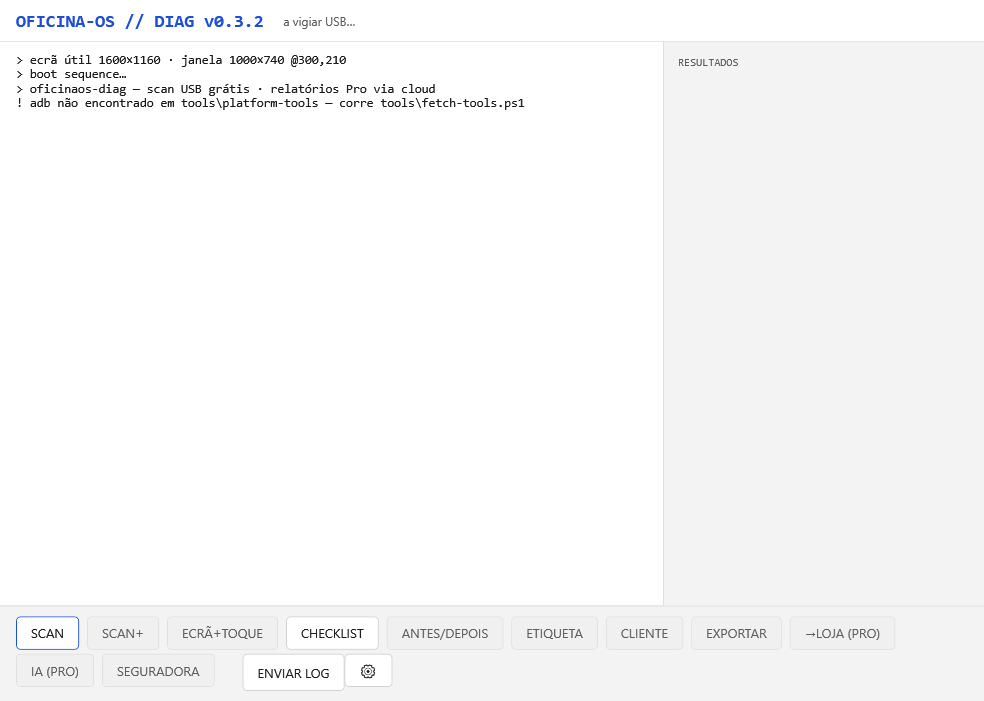 OFICINA-OS // DIAG v0.3.2 a vigiar USB...
> ecrã útil 1600×1160 · janela 1000×740 @300,210
> boot sequence…
> oficinaos-diag — scan USB grátis · relatórios Pro via cloud
! adb não encontrado em tools\platform-tools — corre tools\fetch-tools.ps1
RESULTADOS
SCAN SCAN+ ECRÃ+TOQUE CHECKLIST ANTES/DEPOIS ETIQUETA CLIENTE EXPORTAR →LOJA (PRO)
IA (PRO) SEGURADORA ENVIAR LOG